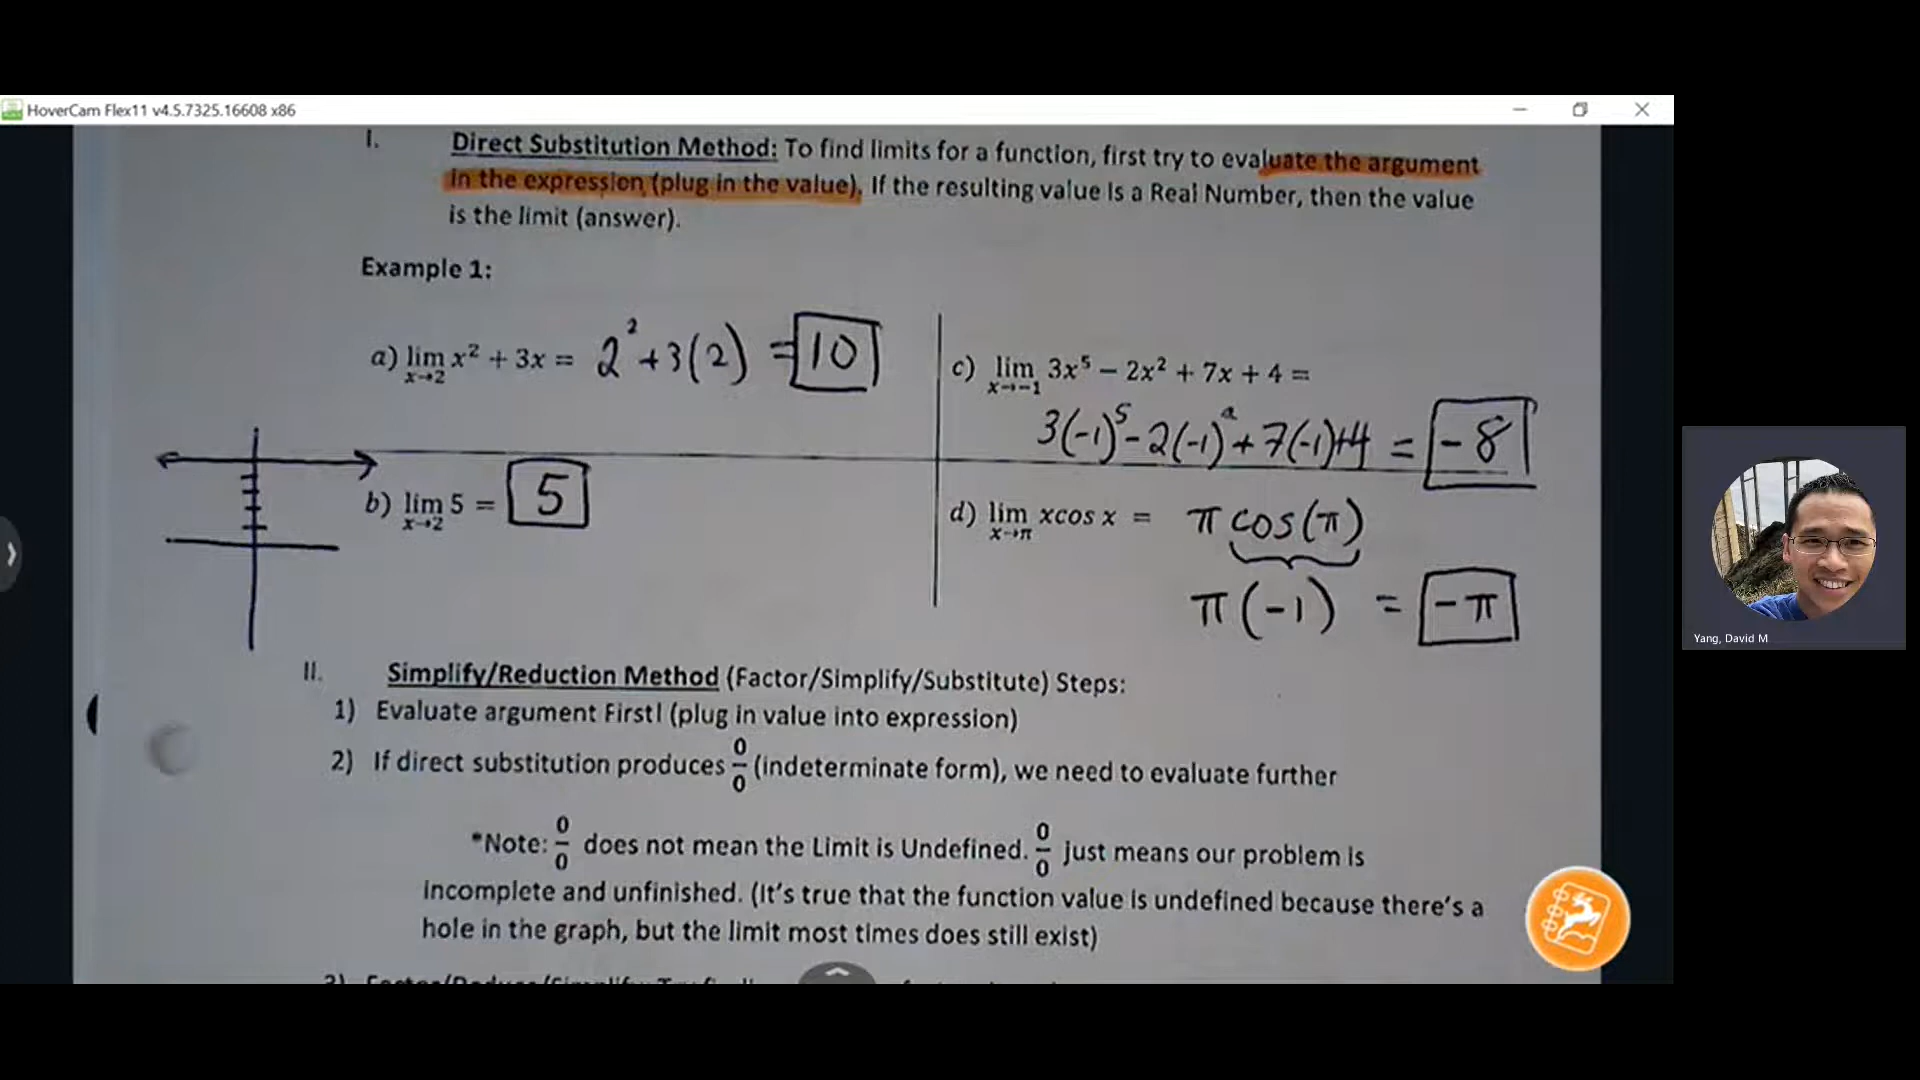 HoverCam Flex11 v4.5.7325.16608 x86
I. Direct Substitution Method: To find limits for a function, first try to evaluate the argument
in the expression (plug in the value). If the resulting value is a Real Number, then the value
is the limit (answer).
Example 1:
a) lim x→2 x² + 3x = 2² + 3(2) = 10
c) lim x→-1 3x⁵ − 2x² + 7x + 4 =
3(-1)⁵ - 2(-1)² + 7(-1)+4 = -8
b) lim x→2 5 = 5
d) lim x→π xcos x = π cos(π)
π(-1) = -π
II. Simplify/Reduction Method (Factor/Simplify/Substitute) Steps:
1) Evaluate argument First! (plug in value into expression)
2) If direct substitution produces 0/0 (indeterminate form), we need to evaluate further
*Note: 0/0 does not mean the Limit is Undefined. 0/0 just means our problem is
incomplete and unfinished. (It's true that the function value is undefined because there's a
hole in the graph, but the limit most times does still exist)
Yang, David M